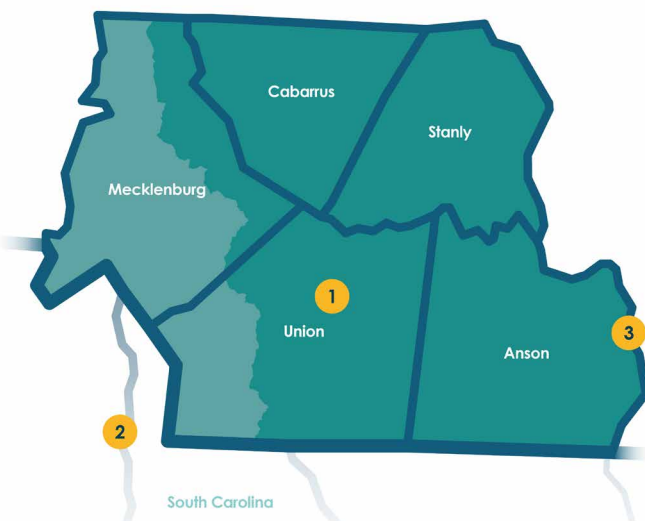 Cabarrus
Stanly
Mecklenburg
1
Union
3
Anson
2
South Carolina